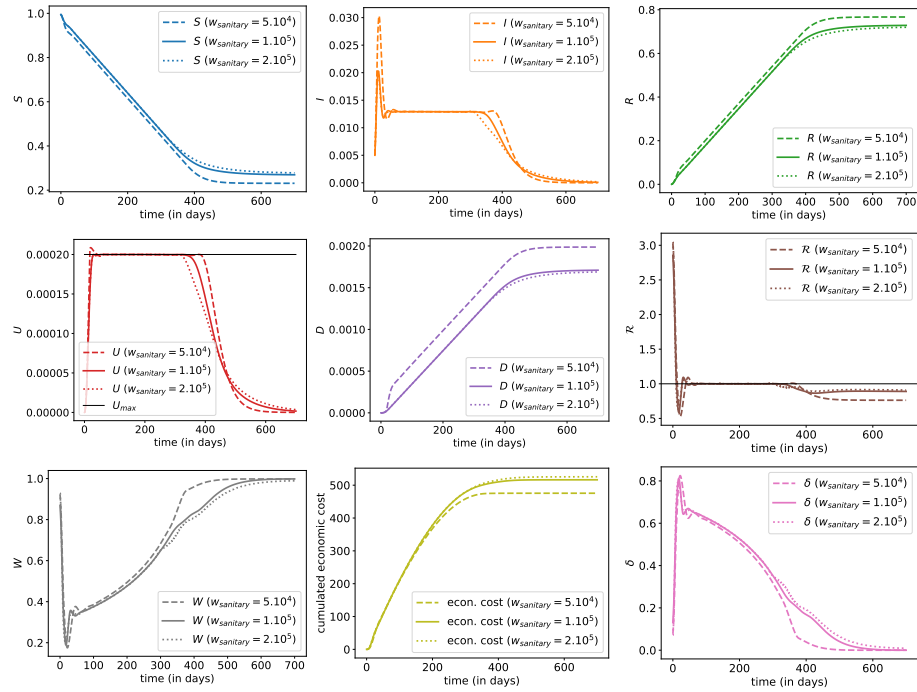 1.0
0.8
0.6
0.4
0.2
S
S (w_sanitary = 5.10^4)
S (w_sanitary = 1.10^5)
S (w_sanitary = 2.10^5)
0 200 400 600
time (in days)
0.030
0.025
0.020
0.015
0.010
0.005
0.000
I
I (w_sanitary = 5.10^4)
I (w_sanitary = 1.10^5)
I (w_sanitary = 2.10^5)
0 200 400 600
time (in days)
0.8
0.6
0.4
0.2
0.0
R
R (w_sanitary = 5.10^4)
R (w_sanitary = 1.10^5)
R (w_sanitary = 2.10^5)
0 100 200 300 400 500 600 700
time (in days)
0.00020
0.00015
0.00010
0.00005
0.00000
U
U (w_sanitary = 5.10^4)
U (w_sanitary = 1.10^5)
U (w_sanitary = 2.10^5)
U_max
0 200 400 600
time (in days)
0.0020
0.0015
0.0010
0.0005
0.0000
D
D (w_sanitary = 5.10^4)
D (w_sanitary = 1.10^5)
D (w_sanitary = 2.10^5)
0 200 400 600
time (in days)
3.0
2.5
2.0
1.5
1.0
0.5
ℛ
ℛ (w_sanitary = 5.10^4)
ℛ (w_sanitary = 1.10^5)
ℛ (w_sanitary = 2.10^5)
0 200 400 600
time (in days)
1.0
0.8
0.6
0.4
0.2
W
W (w_sanitary = 5.10^4)
W (w_sanitary = 1.10^5)
W (w_sanitary = 2.10^5)
0 100 200 300 400 500 600 700
time (in days)
500
400
300
200
100
0
cumulated economic cost
econ. cost (w_sanitary = 5.10^4)
econ. cost (w_sanitary = 1.10^5)
econ. cost (w_sanitary = 2.10^5)
0 200 400 600
time (in days)
0.8
0.6
0.4
0.2
0.0
δ
δ (w_sanitary = 5.10^4)
δ (w_sanitary = 1.10^5)
δ (w_sanitary = 2.10^5)
0 200 400 600
time (in days)